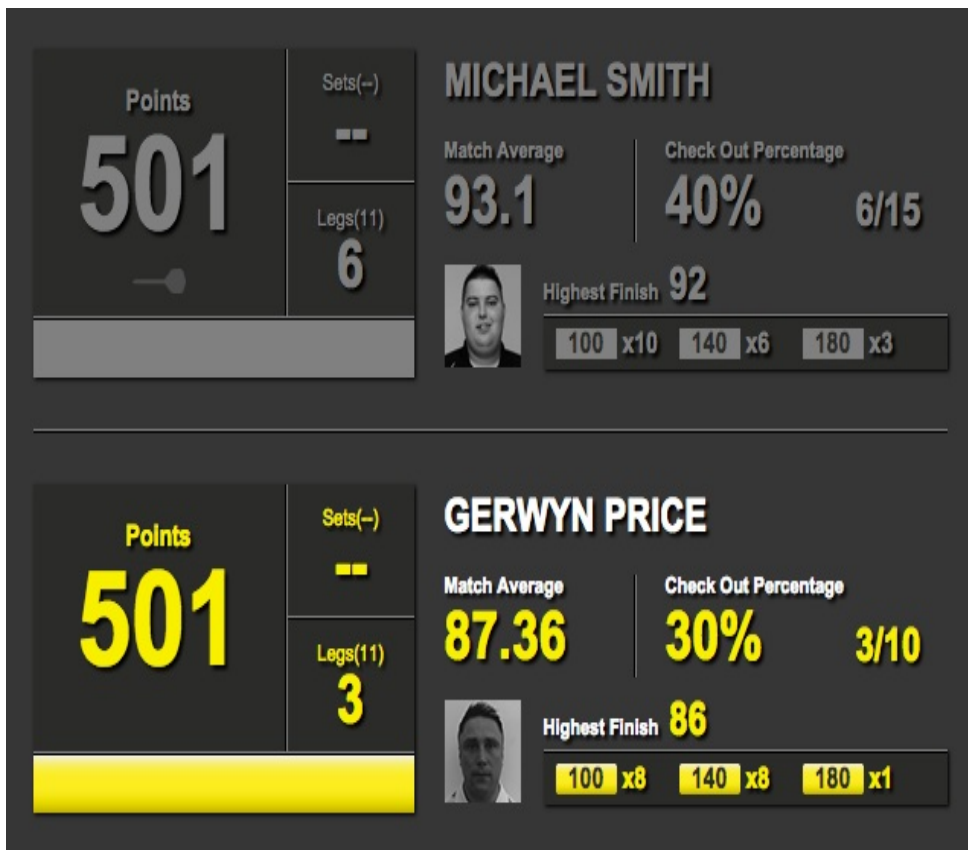 MICHAEL SMITH
Points
501
Sets(--)
--
Legs(11)
6
Match Average
93.1
Check Out Percentage
40% 6/15
Highest Finish 92
100 x10 140 x6 180 x3
GERWYN PRICE
Points
501
Sets(--)
--
Legs(11)
3
Match Average
87.36
Check Out Percentage
30% 3/10
Highest Finish 86
100 x8 140 x8 180 x1